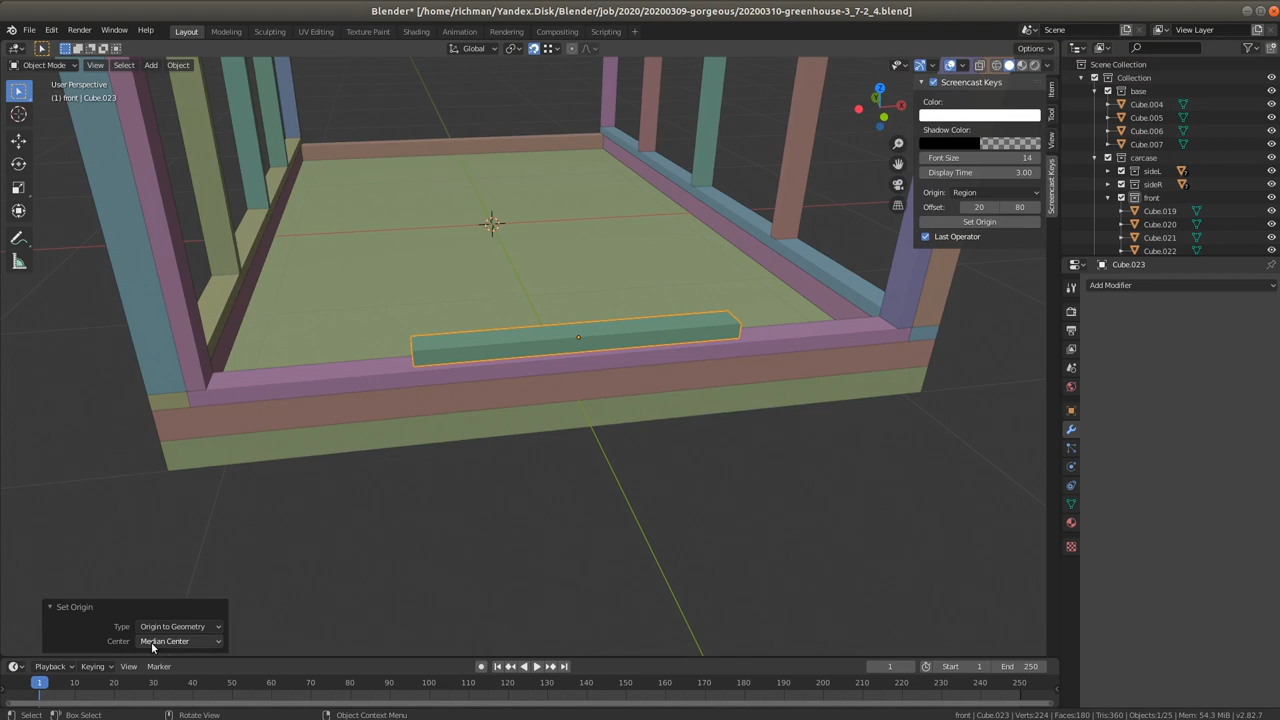 Blender* [/home/richman/Yandex.Disk/Blender/job/2020/20200309-gorgeous/20200310-greenhouse-3_7-2_4.blend]
File Edit Render Window Help Layout Modeling Sculpting UV Editing Texture Paint Shading Animation Rendering Compositing Scripting + Scene View Layer
Global Options
Object Mode View Select Add Object
User Perspective
(1) front | Cube.023
Z
Y
X
Screencast Keys
Color:
Shadow Color:
Font Size 14
Display Time 3.00
Origin: Region
Offset: 20 80
Set Origin
Last Operator
Item
Tool
View
Screencast Keys
Scene Collection
Collection
base
Cube.004
Cube.005
Cube.006
Cube.007
carcase
sideL
sideR
front
Cube.019
Cube.020
Cube.021
Cube.022
Cube.023
Add Modifier
Set Origin
Type Origin to Geometry
Center Median Center
Playback Keying View Marker 1 Start 1 End 250
1 10 20 30 40 50 60 70 80 90 100 110 120 130 140 150 160 170 180 190 200 210 220 230 240 250
Select Box Select Rotate View Object Context Menu front | Cube.023 | Verts:224 | Faces:180 | Tris:360 | Objects:1/25 | Mem: 54.3 MiB | v2.82.7